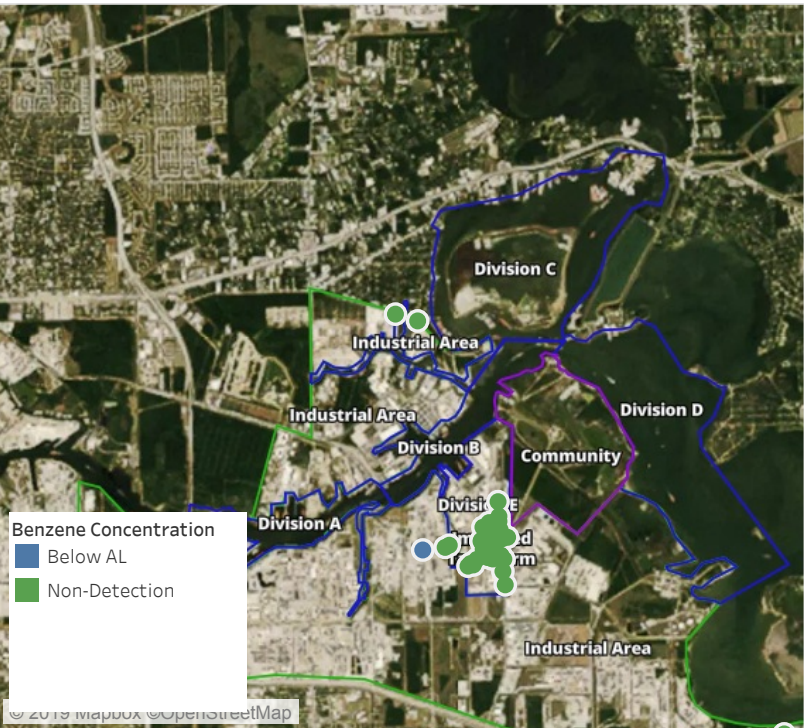 Division C
Industrial Area
Division D
Industrial Area
Division B
Community
Division A
Benzene Concentration
Below AL
Non-Detection
Industrial Area
© 2019 Mapbox ©OpenStreetMap